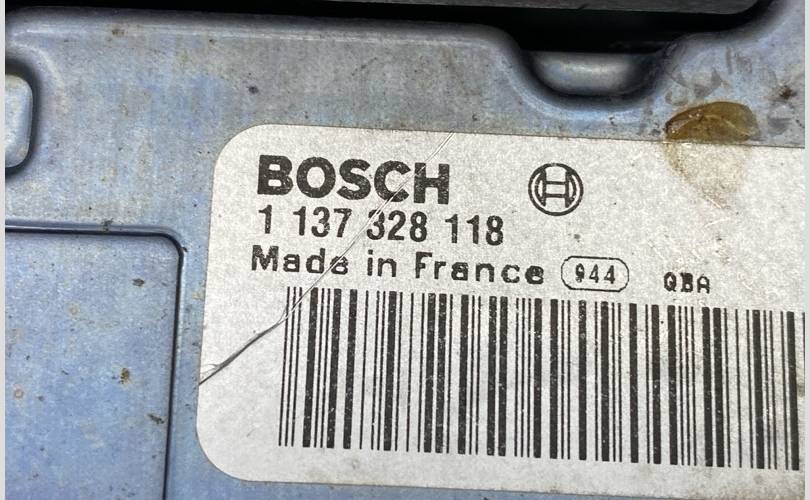 BOSCH
1 137 328 118
Made in France 944 QBA